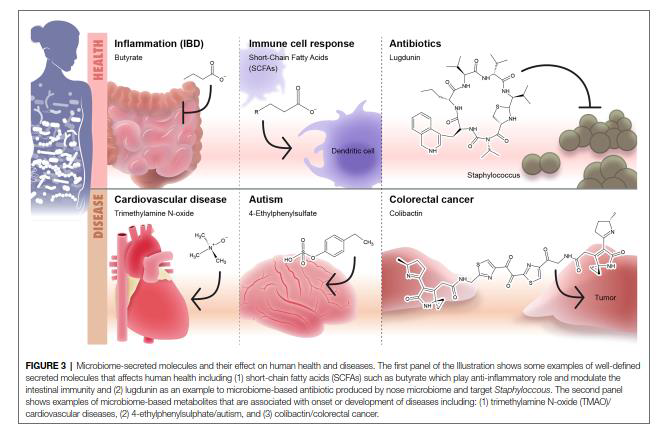 HEALTH
Inflammation (IBD)
Butyrate
Immune cell response
Short-Chain Fatty Acids
(SCFAs)
Dendritic cell
Antibiotics
Lugdunin
Staphylococcus
DISEASE
Cardiovascular disease
Trimethylamine N-oxide
Autism
4-Ethylphenylsulfate
Colorectal cancer
Colibactin
Tumor
FIGURE 3 | Microbiome-secreted molecules and their effect on human health and diseases. The first panel of the Illustration shows some examples of well-defined
secreted molecules that affects human health including (1) short-chain fatty acids (SCFAs) such as butyrate which play anti-inflammatory role and modulate the
intestinal immunity and (2) lugdunin as an example to microbiome-based antibiotic produced by nose microbiome and target Staphyloccous. The second panel
shows examples of microbiome-based metabolites that are associated with onset or development of diseases including: (1) trimethylamine N-oxide (TMAO)/
cardiovascular diseases, (2) 4-ethylphenylsulphate/autism, and (3) colibactin/colorectal cancer.